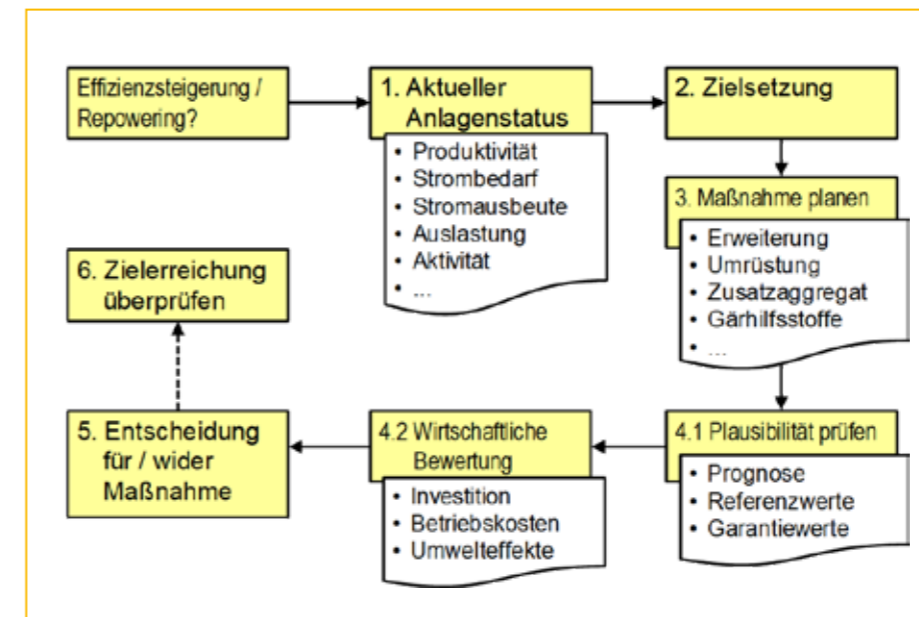 Effizienzsteigerung /
Repowering?
1. Aktueller
Anlagenstatus
• Produktivität
• Strombedarf
• Stromausbeute
• Auslastung
• Aktivität
• ...
2. Zielsetzung
3. Maßnahme planen
• Erweiterung
• Umrüstung
• Zusatzaggregat
• Gärhilfsstoffe
• ...
4.1 Plausibilität prüfen
• Prognose
• Referenzwerte
• Garantiewerte
4.2 Wirtschaftliche
Bewertung
• Investition
• Betriebskosten
• Umwelteffekte
5. Entscheidung
für / wider
Maßnahme
6. Zielerreichung
überprüfen